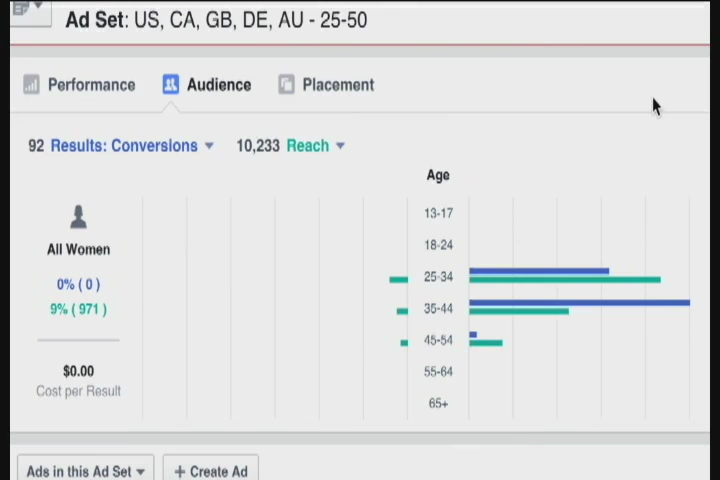 Ad Set: US, CA, GB, DE, AU - 25-50
Performance Audience Placement
92 Results: Conversions 10,233 Reach
Age
13-17
18-24
25-34
35-44
45-54
55-64
65+
All Women
0% ( 0 )
9% ( 971 )
$0.00
Cost per Result
Ads in this Ad Set + Create Ad